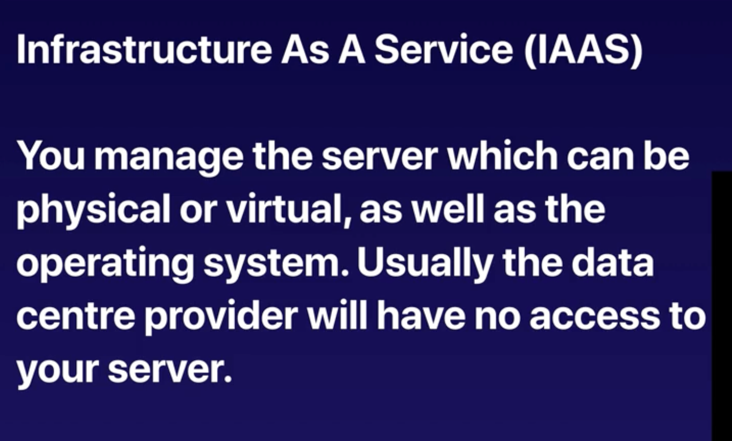 Infrastructure As A Service (IAAS)
You manage the server which can be
physical or virtual, as well as the
operating system. Usually the data
centre provider will have no access to
your server.